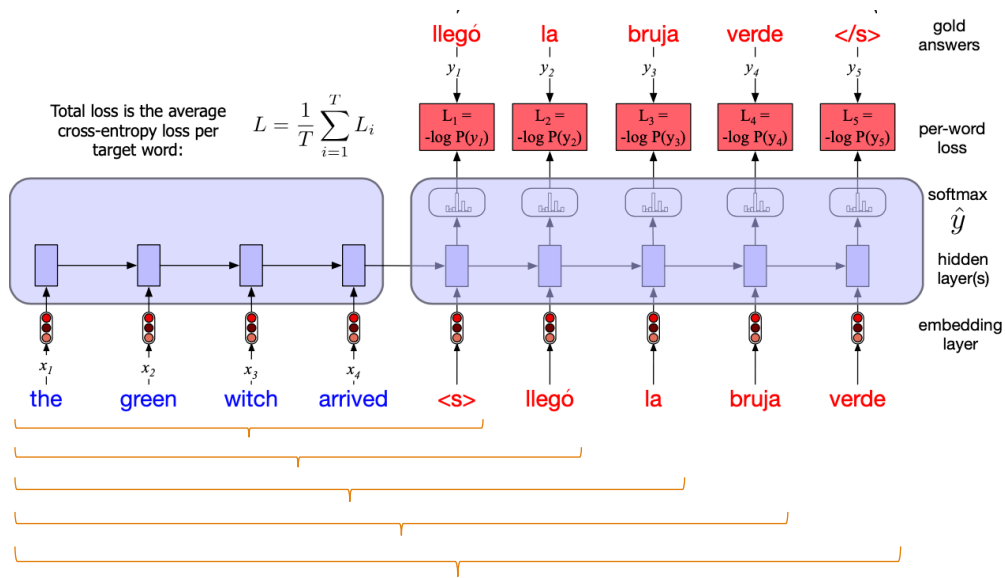 llegó la bruja verde </s>
gold answers
y1 y2 y3 y4 y5
Total loss is the average cross-entropy loss per target word:
L = \frac{1}{T} \sum_{i=1}^{T} L_i
L1 = -log P(y1)
L2 = -log P(y2)
L3 = -log P(y3)
L4 = -log P(y4)
L5 = -log P(y5)
per-word loss
softmax
ŷ
hidden layer(s)
embedding layer
x1 x2 x3 x4
the green witch arrived <s> llegó la bruja verde